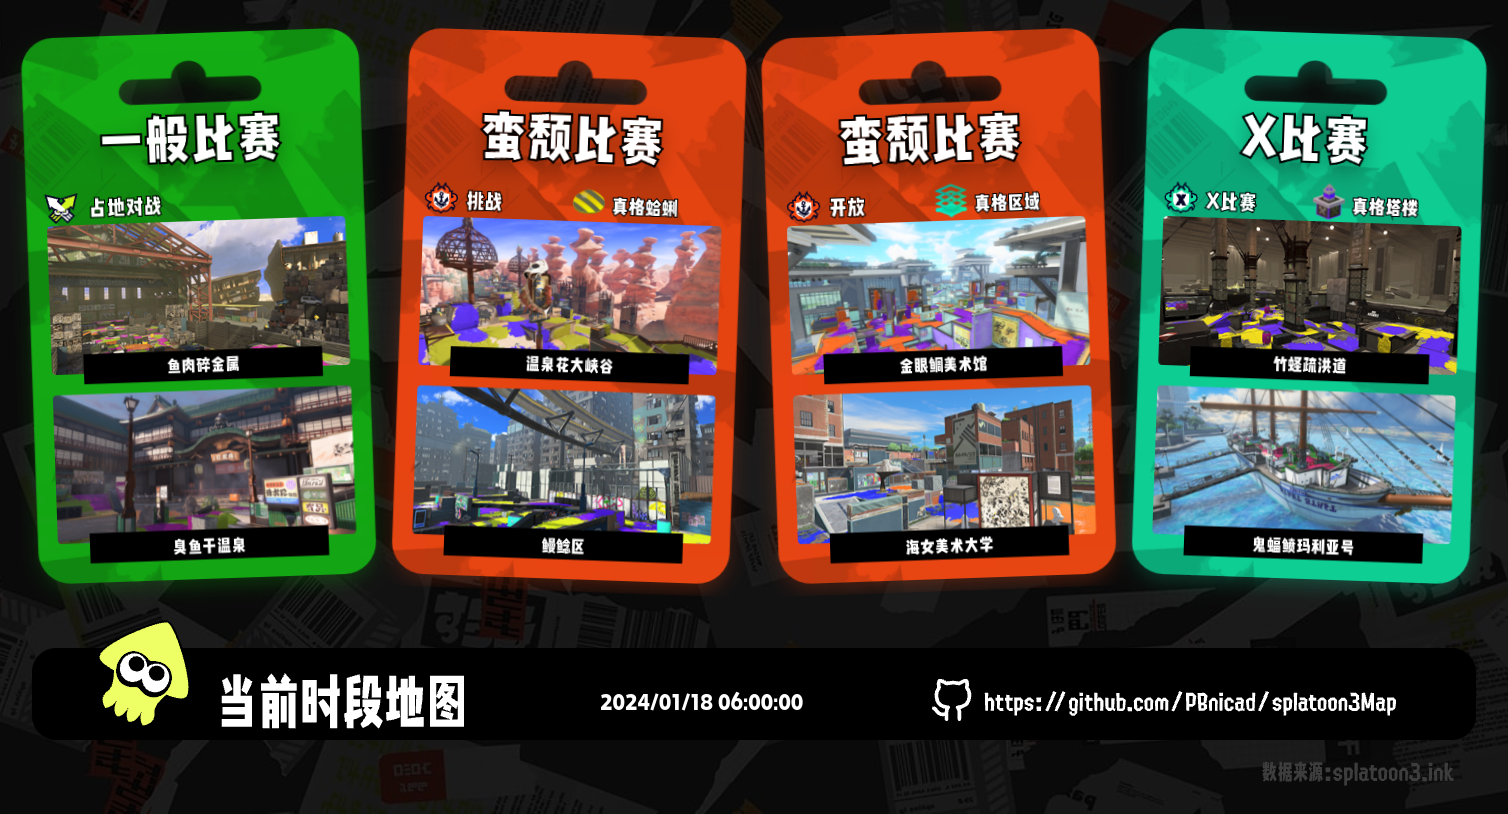 一般比赛
占地对战
鱼肉碎金属
臭鱼干温泉
蛮颓比赛
挑战
真格蛤蜊
温泉花大峡谷
鳗鲶区
蛮颓比赛
开放
真格区域
金眼鲷美术馆
海女美术大学
X比赛
X比赛
真格塔楼
竹蛏疏洪道
鬼蝠鲼玛利亚号
当前时段地图
2024/01/18 06:00:00
https://github.com/PBnicad/splatoon3Map
数据来源:splatoon3.ink